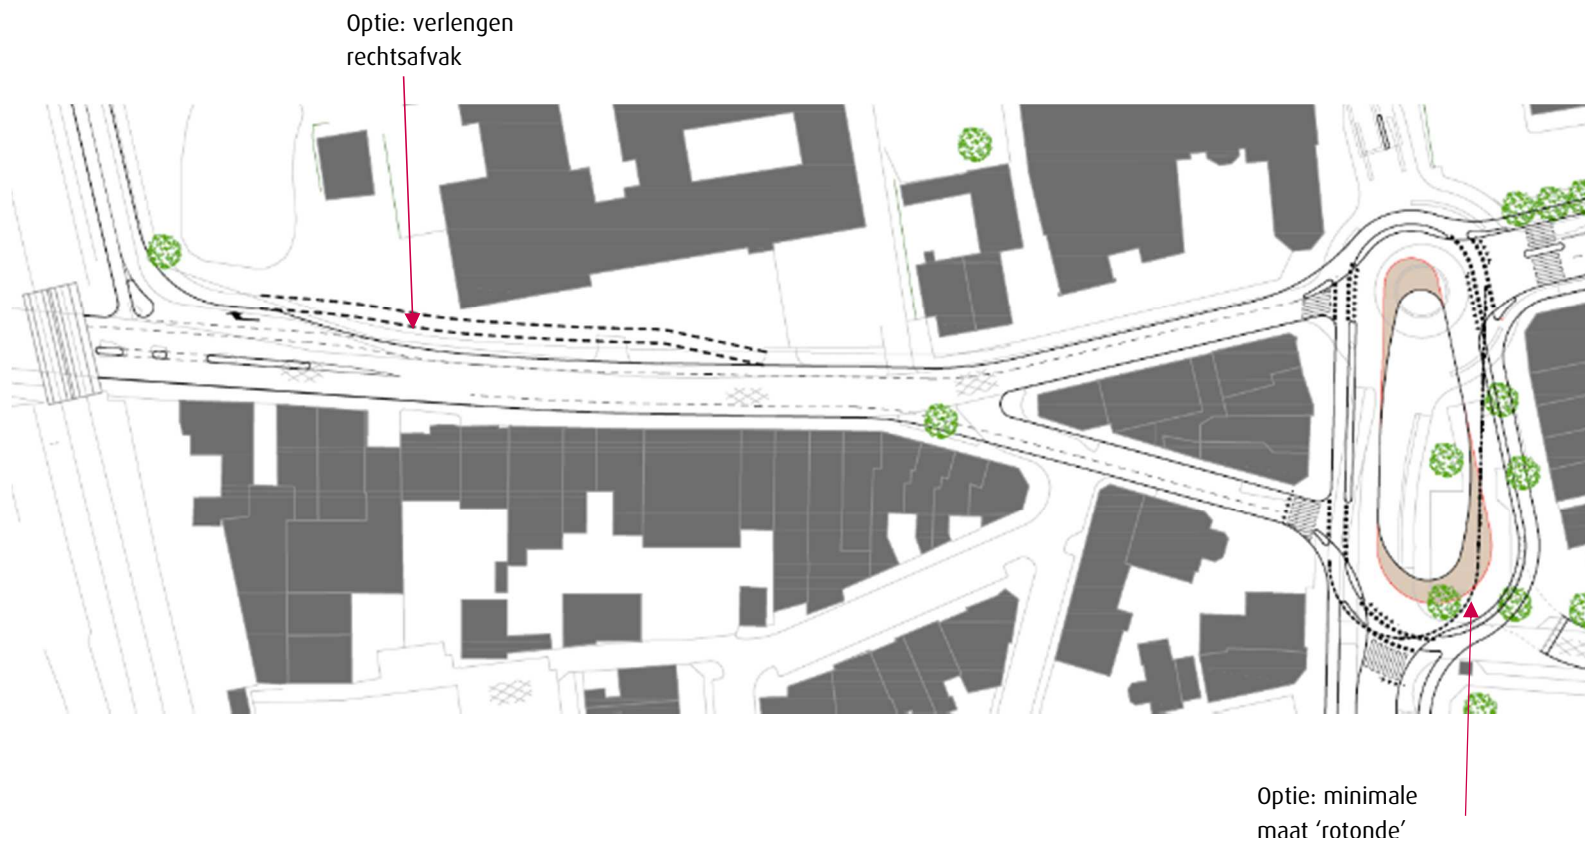 Optie: verlengen
rechtsafvak
Optie: minimale
maat ‘rotonde’